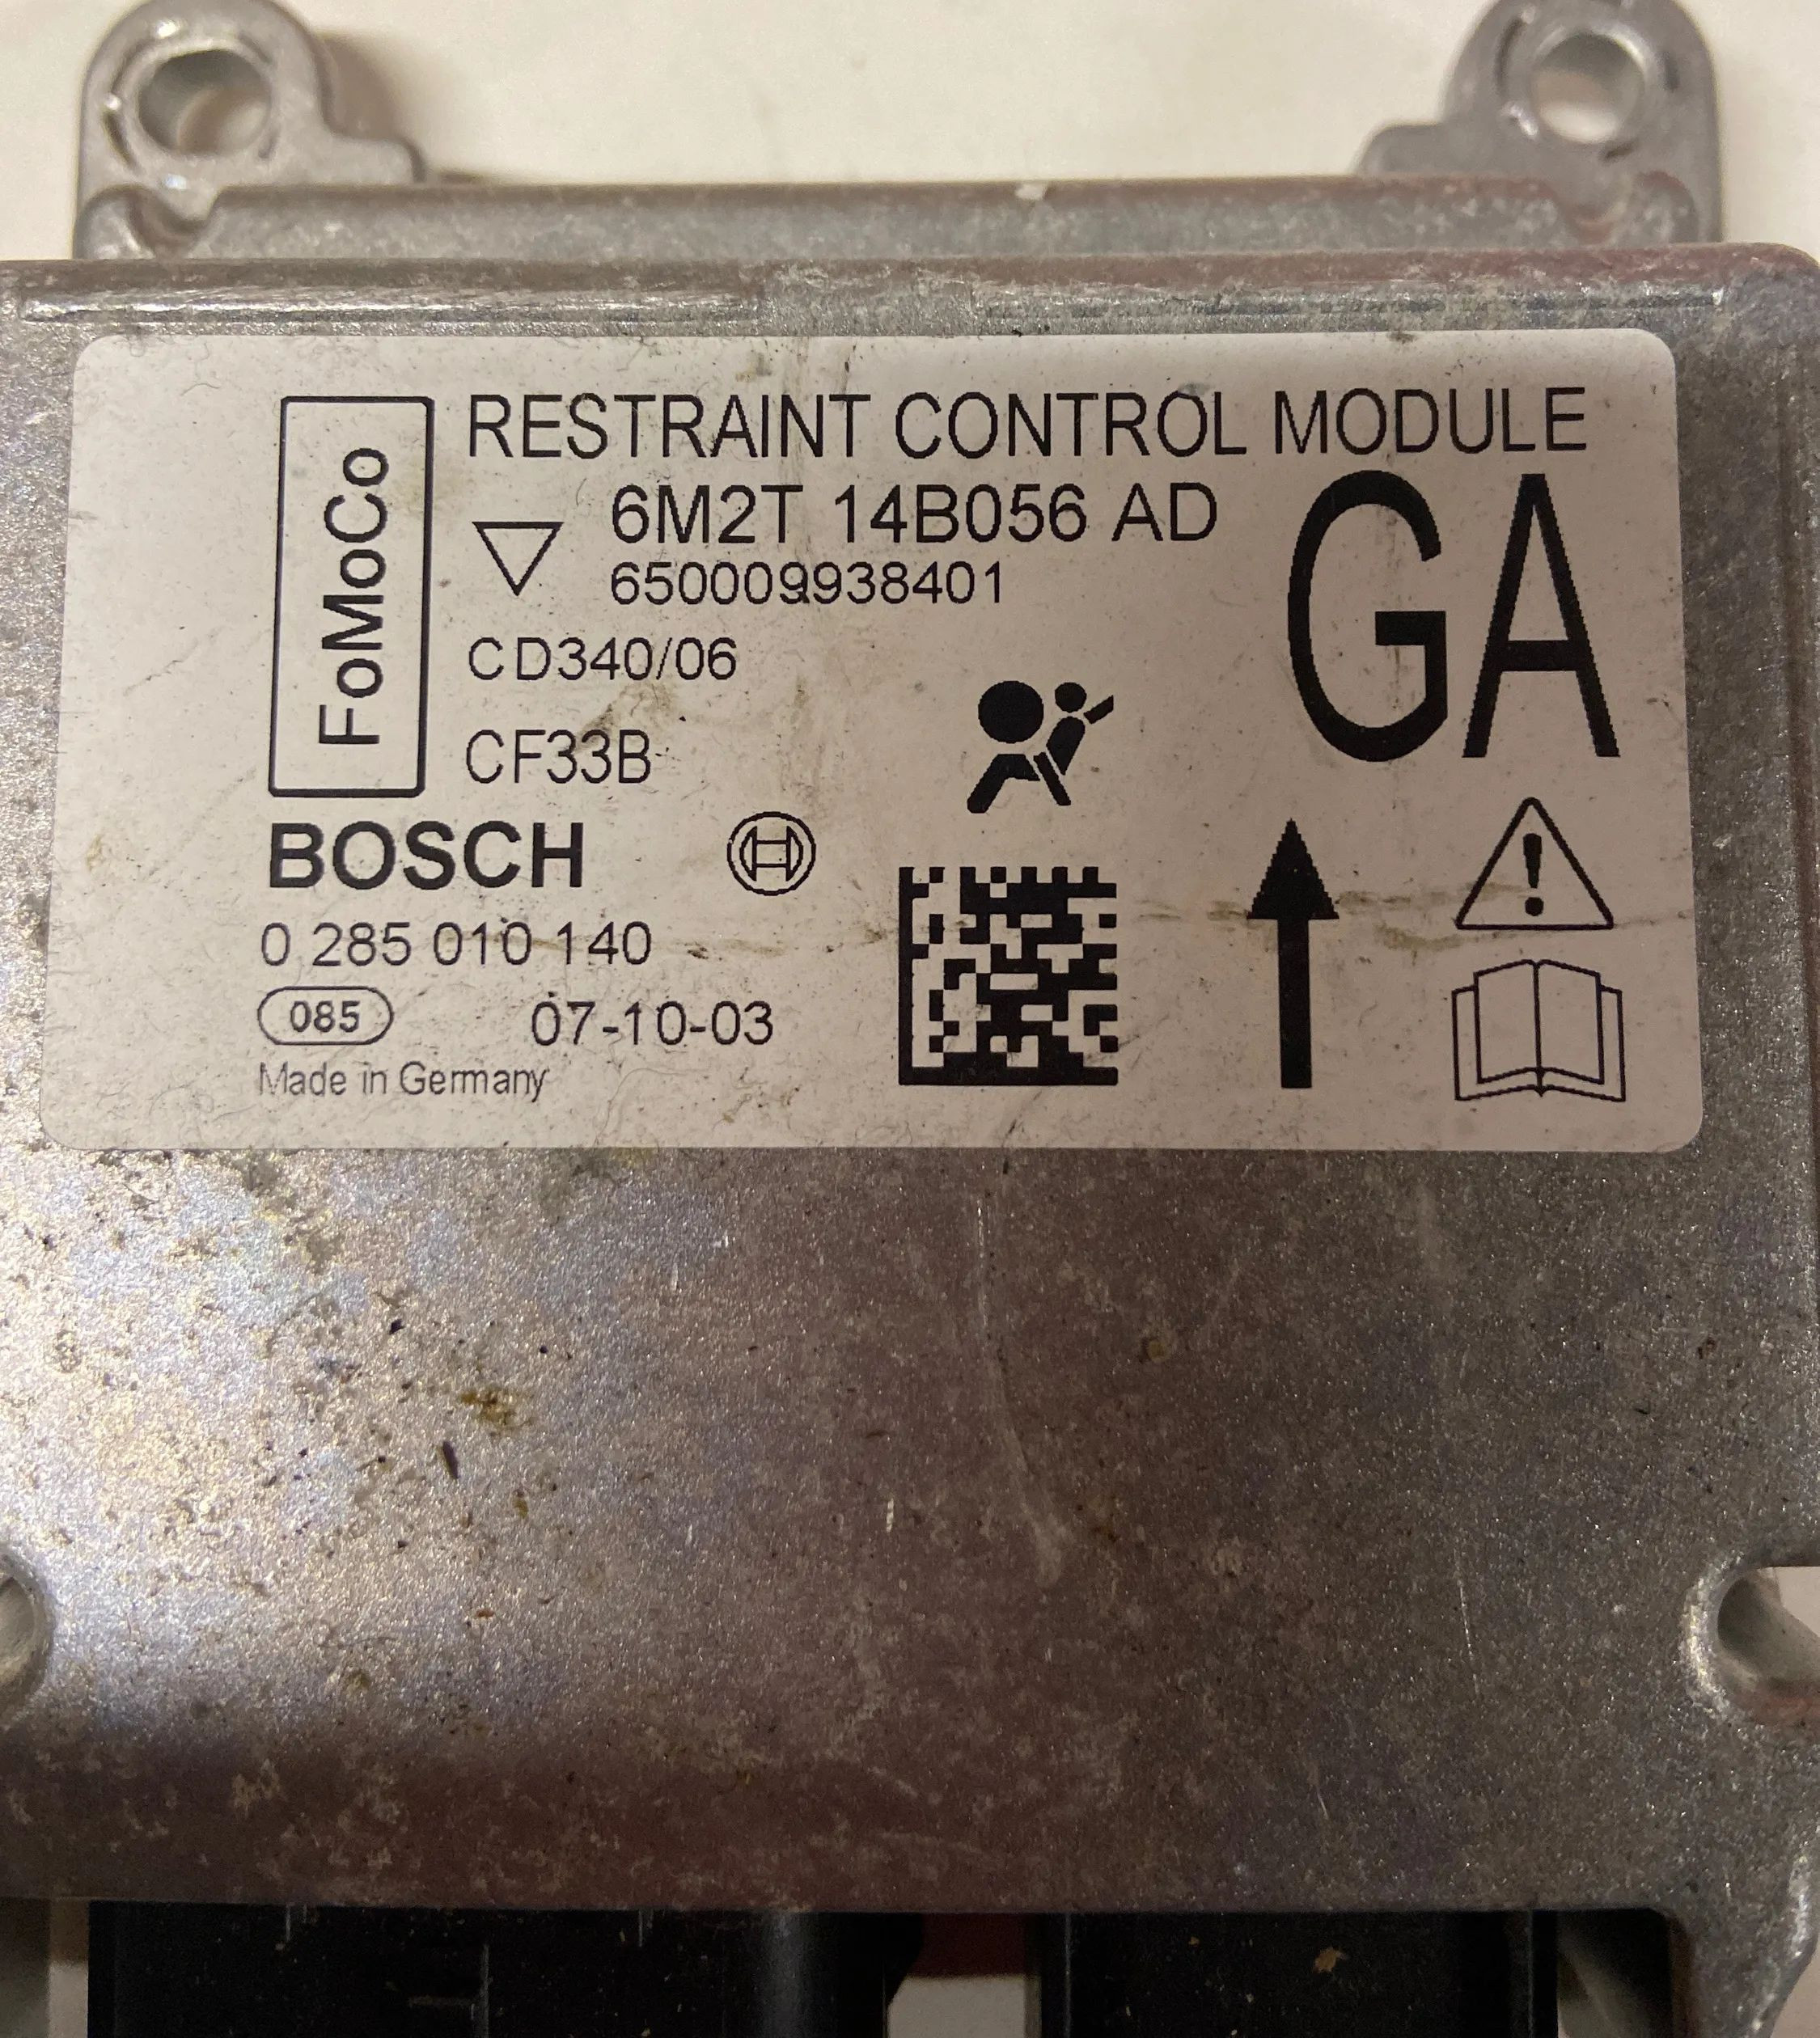 FoMoCo
RESTRAINT CONTROL MODULE
6M2T 14B056 AD
650009938401
GA
CD340/06
CF33B
BOSCH
0 285 010 140
085
07-10-03
Made in Germany